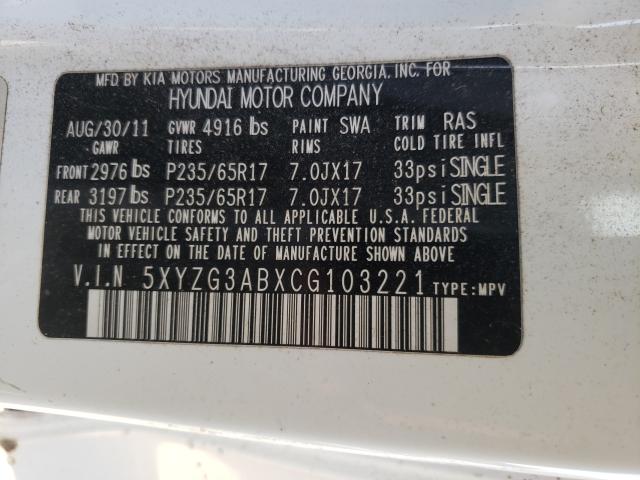 MFD BY KIA MOTORS MANUFACTURING GEORGIA, INC. FOR
HYUNDAI MOTOR COMPANY
AUG/30/11 GVWR 4916 lbs PAINT SWA TRIM RAS
GAWR TIRES RIMS COLD TIRE INFL
FRONT 2976 lbs P235/65R17 7.0JX17 33psi SINGLE
REAR 3197 lbs P235/65R17 7.0JX17 33psi SINGLE
THIS VEHICLE CONFORMS TO ALL APPLICABLE U.S.A. FEDERAL
MOTOR VEHICLE SAFETY AND THEFT PREVENTION STANDARDS
IN EFFECT ON THE DATE OF MANUFACTURE SHOWN ABOVE
V.I.N 5XYZG3ABXCG103221 TYPE: MPV